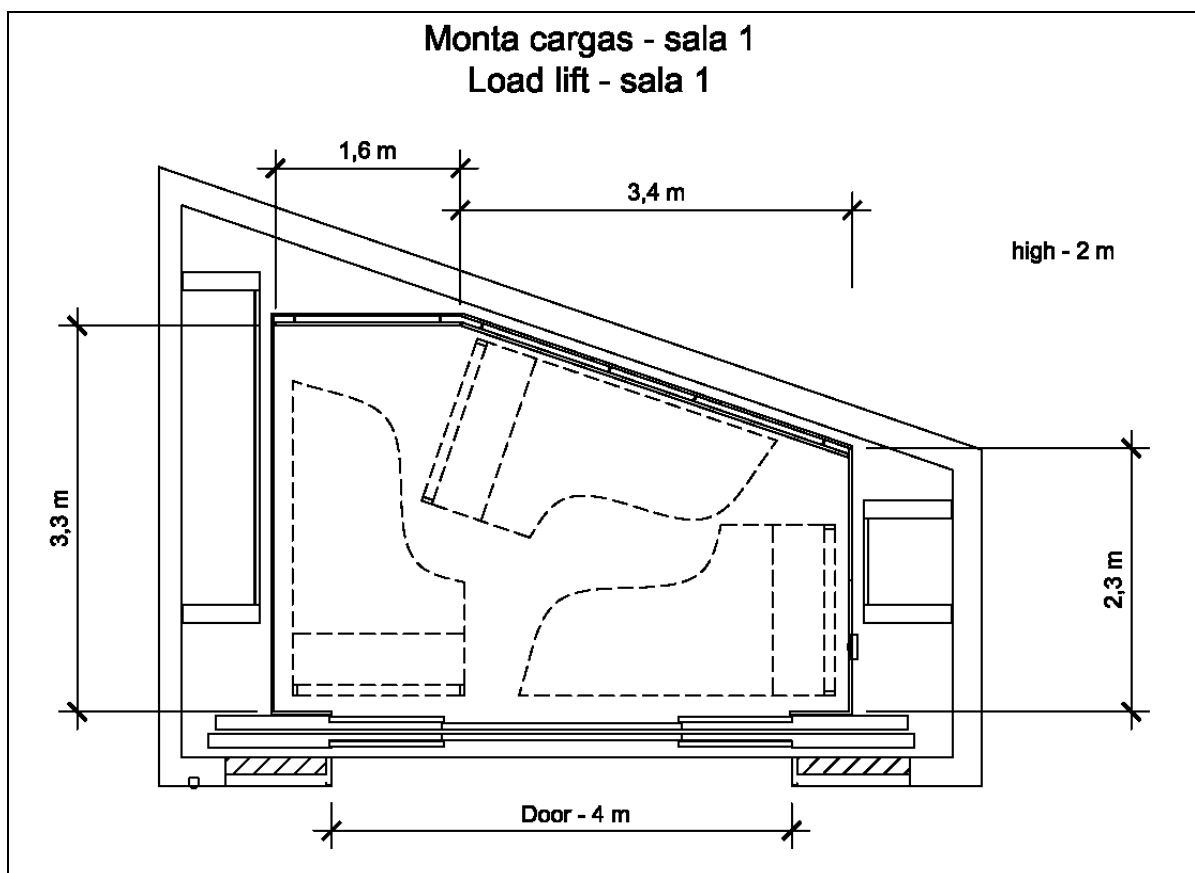 Monta cargas - sala 1
Load lift - sala 1
1,6 m
3,4 m
high - 2 m
3,3 m
2,3 m
Door - 4 m